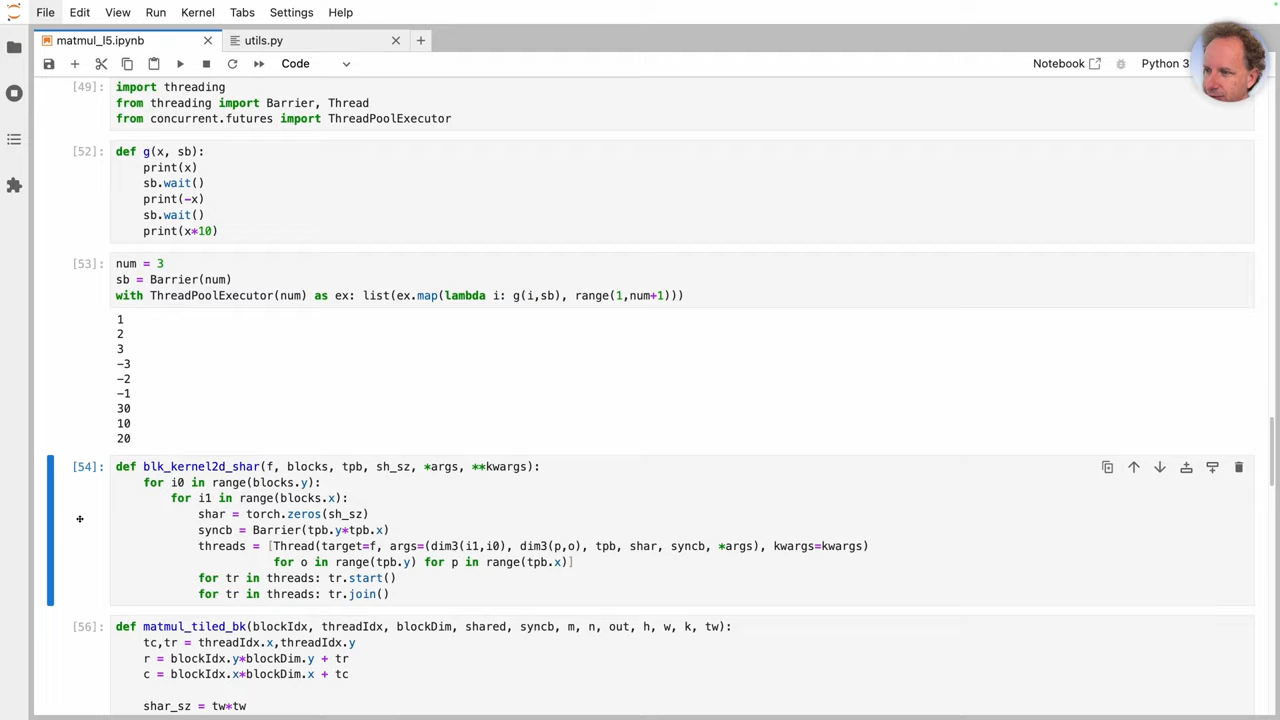 File Edit View Run Kernel Tabs Settings Help
matmul_l5.ipynb utils.py
Code Notebook Python 3
[49]: import threading
from threading import Barrier, Thread
from concurrent.futures import ThreadPoolExecutor
[52]: def g(x, sb):
print(x)
sb.wait()
print(-x)
sb.wait()
print(x*10)
[53]: num = 3
sb = Barrier(num)
with ThreadPoolExecutor(num) as ex: list(ex.map(lambda i: g(i,sb), range(1,num+1)))
1
2
3
-3
-2
-1
30
10
20
[54]: def blk_kernel2d_shar(f, blocks, tpb, sh_sz, *args, **kwargs):
for i0 in range(blocks.y):
for i1 in range(blocks.x):
shar = torch.zeros(sh_sz)
syncb = Barrier(tpb.y*tpb.x)
threads = [Thread(target=f, args=(dim3(i1,i0), dim3(p,o), tpb, shar, syncb, *args), kwargs=kwargs)
for o in range(tpb.y) for p in range(tpb.x)]
for tr in threads: tr.start()
for tr in threads: tr.join()
[56]: def matmul_tiled_bk(blockIdx, threadIdx, blockDim, shared, syncb, m, n, out, h, w, k, tw):
tc,tr = threadIdx.x,threadIdx.y
r = blockIdx.y*blockDim.y + tr
c = blockIdx.x*blockDim.x + tc
shar_sz = tw*tw